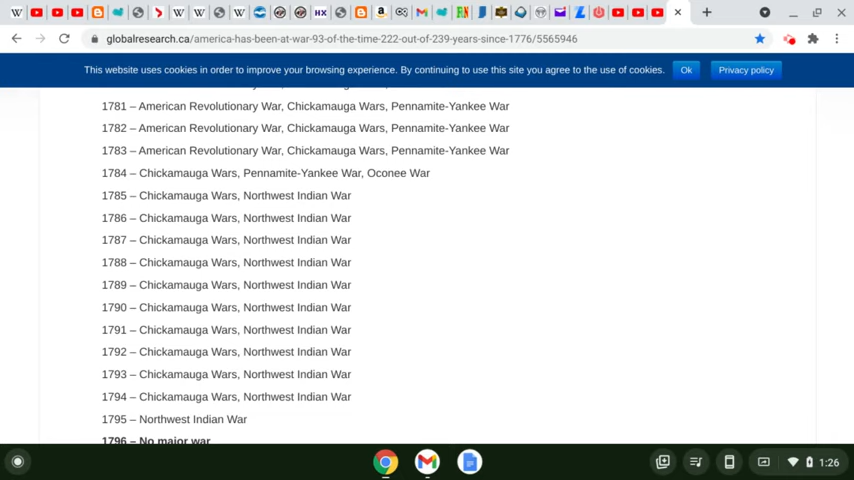 globalresearch.ca/america-has-been-at-war-93-of-the-time-222-out-of-239-years-since-1776/5565946
This website uses cookies in order to improve your browsing experience. By continuing to use this site you agree to the use of cookies. Ok Privacy policy
1781 – American Revolutionary War, Chickamauga Wars, Pennamite-Yankee War
1782 – American Revolutionary War, Chickamauga Wars, Pennamite-Yankee War
1783 – American Revolutionary War, Chickamauga Wars, Pennamite-Yankee War
1784 – Chickamauga Wars, Pennamite-Yankee War, Oconee War
1785 – Chickamauga Wars, Northwest Indian War
1786 – Chickamauga Wars, Northwest Indian War
1787 – Chickamauga Wars, Northwest Indian War
1788 – Chickamauga Wars, Northwest Indian War
1789 – Chickamauga Wars, Northwest Indian War
1790 – Chickamauga Wars, Northwest Indian War
1791 – Chickamauga Wars, Northwest Indian War
1792 – Chickamauga Wars, Northwest Indian War
1793 – Chickamauga Wars, Northwest Indian War
1794 – Chickamauga Wars, Northwest Indian War
1795 – Northwest Indian War
1796 – No major war
1:26